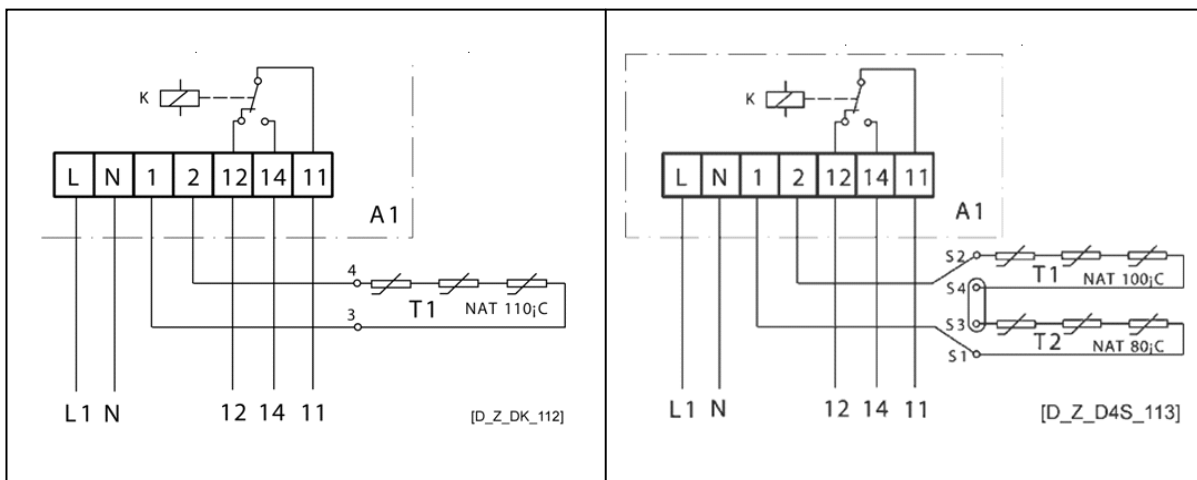 K
L N 1 2 12 14 11
A1
4
T1 NAT 110¡C
3
L1 N 12 14 11
[D_Z_DK_112]
K
L N 1 2 12 14 11
A1
S2
T1 NAT 100¡C
S4
S3
T2 NAT 80¡C
S1
L1 N 12 14 11
[D_Z_D4S_113]